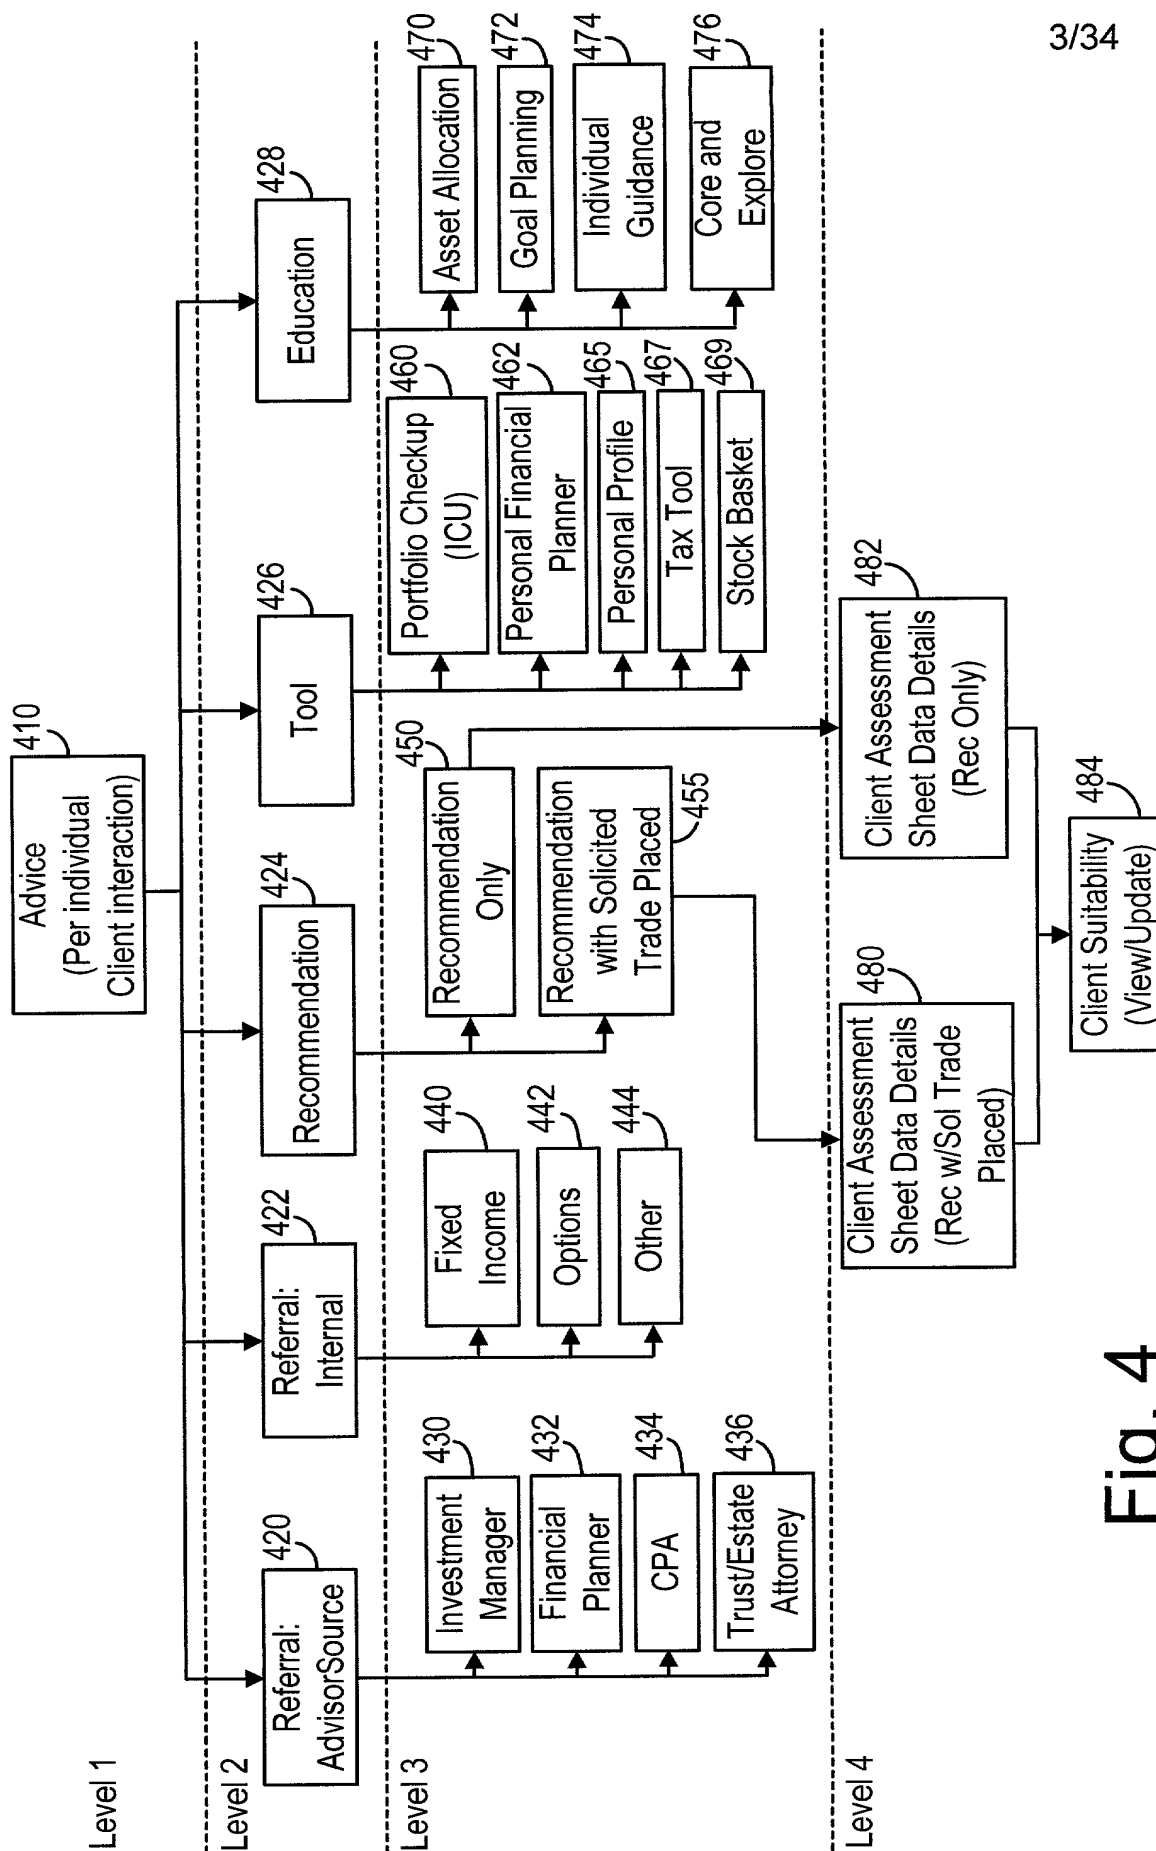 3/34
Level 1
410
Advice
(Per individual
Client interaction)
Level 2
420
Referral:
AdvisorSource
422
Referral:
Internal
424
Recommendation
426
Tool
428
Education
Level 3
430
Investment
Manager
432
Financial
Planner
434
CPA
436
Trust/Estate
Attorney
440
Fixed
Income
442
Options
444
Other
450
Recommendation
Only
Recommendation
with Solicited
Trade Placed
455
460
Portfolio Checkup
(ICU)
462
Personal Financial
Planner
465
Personal Profile
467
Tax Tool
469
Stock Basket
470
Asset Allocation
472
Goal Planning
474
Individual
Guidance
476
Core and
Explore
Level 4
480
Client Assessment
Sheet Data Details
(Rec w/Sol Trade
Placed)
482
Client Assessment
Sheet Data Details
(Rec Only)
484
Client Suitability
(View/Update)
Fig. 4